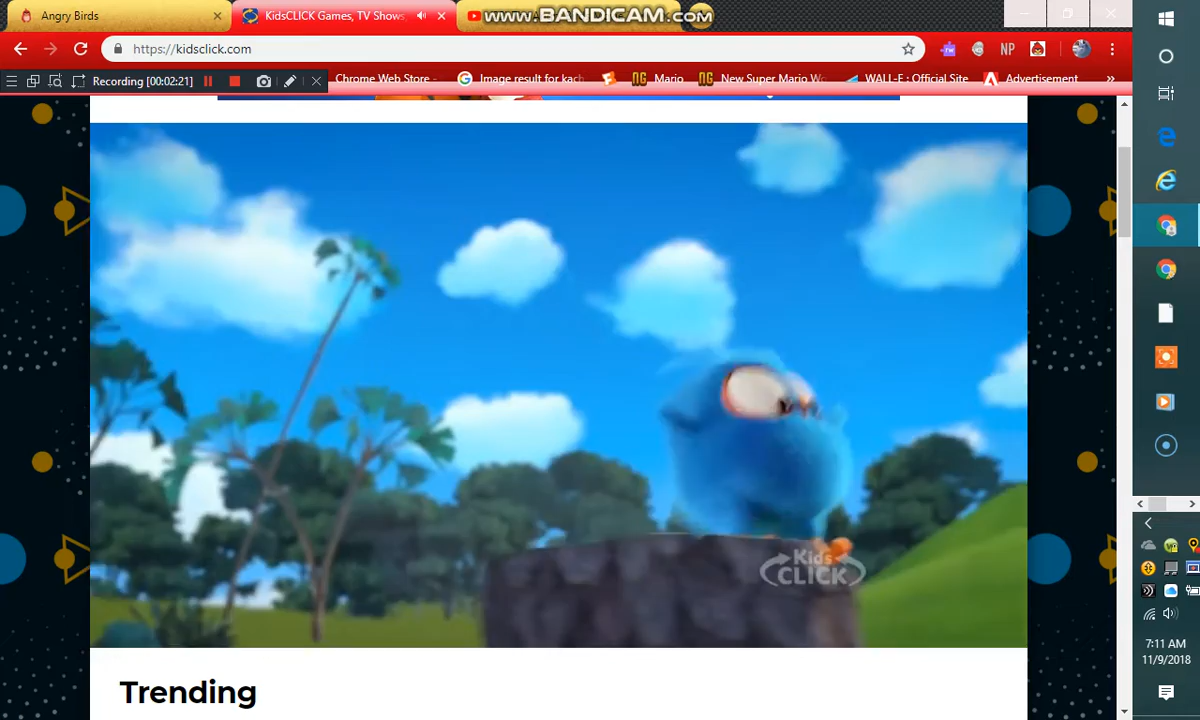 Angry Birds
KidsCLICK Games, TV Shows,
www.BANDICAM.com
https://kidsclick.com
NP
Recording [00:02:21]
Chrome Web Store -
Image result for kach
Mario
New Super Mario Wo
WALL•E : Official Site
Advertisement
»
Kids
CLICK
Trending
7:11 AM
11/9/2018